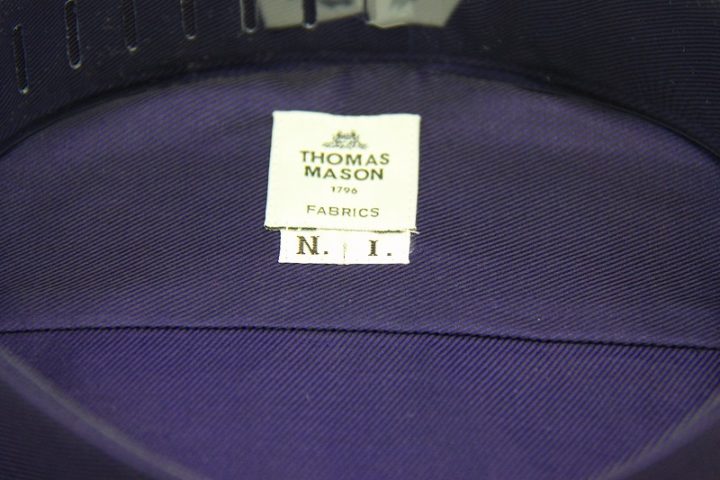 THOMAS
MASON
1796
FABRICS
N. I.